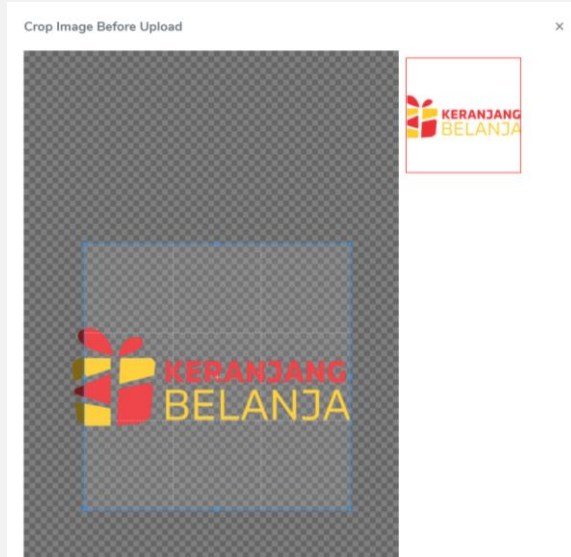 Crop Image Before Upload
×
KERANJANG
BELANJA
KERANJANG
BELANJA